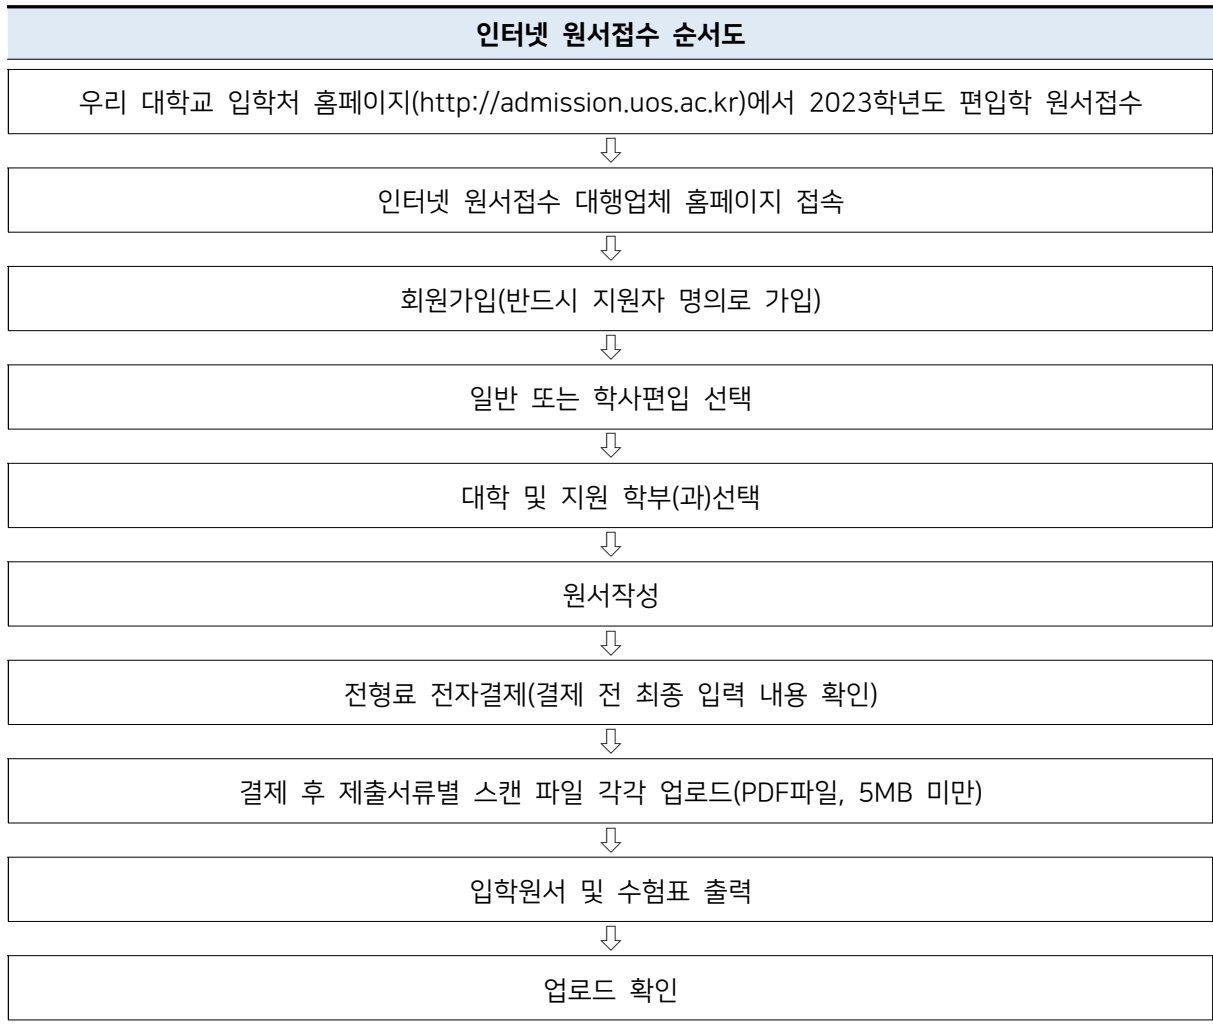 인터넷 원서접수 순서도
우리 대학교 입학처 홈페이지(http://admission.uos.ac.kr)에서 2023학년도 편입학 원서접수
⇩
인터넷 원서접수 대행업체 홈페이지 접속
⇩
회원가입(반드시 지원자 명의로 가입)
⇩
일반 또는 학사편입 선택
⇩
대학 및 지원 학부(과)선택
⇩
원서작성
⇩
전형료 전자결제(결제 전 최종 입력 내용 확인)
⇩
결제 후 제출서류별 스캔 파일 각각 업로드(PDF파일, 5MB 미만)
⇩
입학원서 및 수험표 출력
⇩
업로드 확인